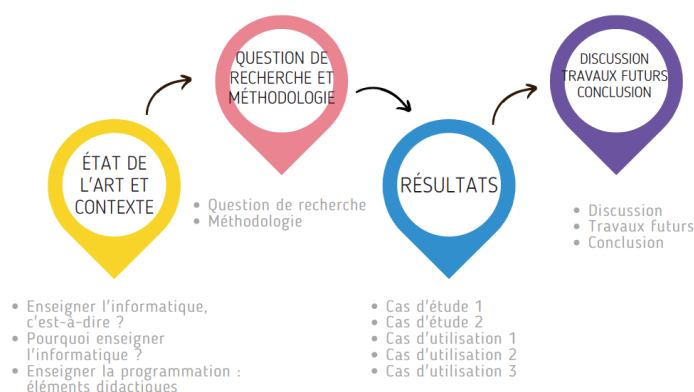 ÉTAT DE
L'ART ET
CONTEXTE
• Enseigner l'informatique,
c'est-à-dire ?
• Pourquoi enseigner
l'informatique ?
• Enseigner la programmation :
éléments didactiques
QUESTION DE
RECHERCHE ET
MÉTHODOLOGIE
• Question de recherche
• Méthodologie
RÉSULTATS
• Cas d'étude 1
• Cas d'étude 2
• Cas d'utilisation 1
• Cas d'utilisation 2
• Cas d'utilisation 3
DISCUSSION
TRAVAUX FUTURS
CONCLUSION
• Discussion
• Travaux futurs
• Conclusion